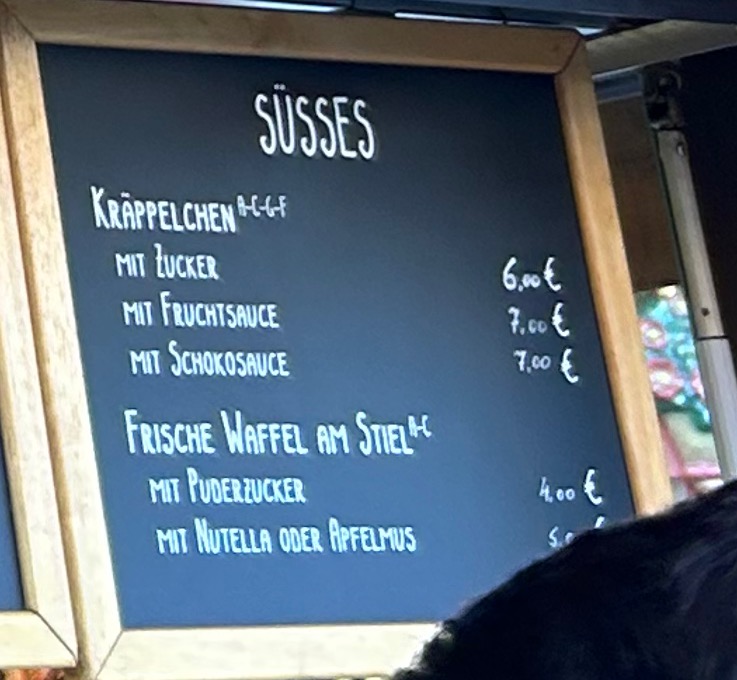 SÜSSES
KRÄPPELCHEN A-C-G-F
MIT ZUCKER 6,00 €
MIT FRUCHTSAUCE 7,00 €
MIT SCHOKOSAUCE 7,00 €
FRISCHE WAFFEL AM STIEL A-C
MIT PUDERZUCKER 4,00 €
MIT NUTELLA ODER APFELMUS